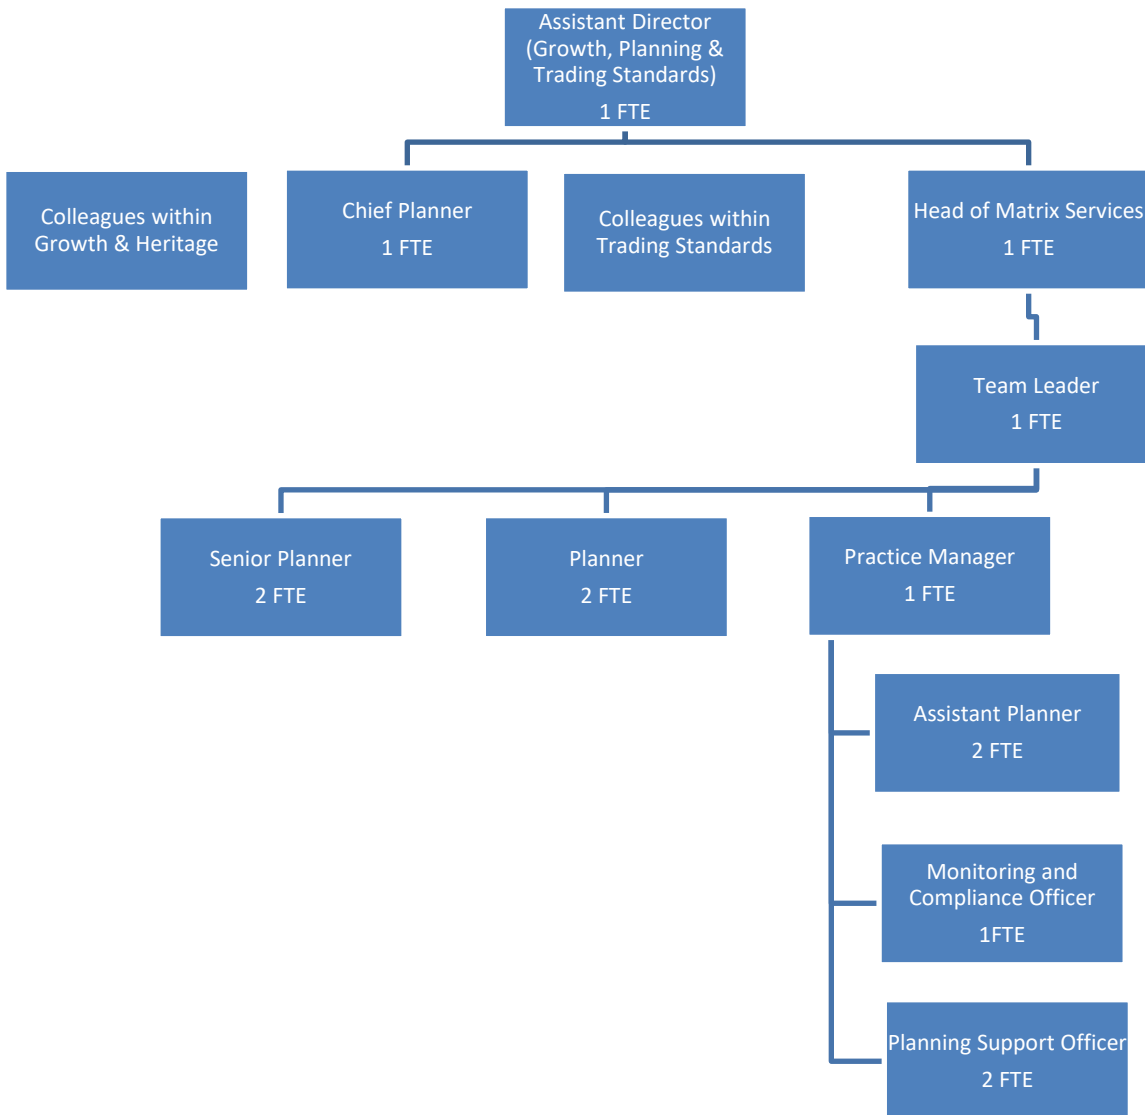 Assistant Director
(Growth, Planning &
Trading Standards)
1 FTE
Colleagues within
Growth & Heritage
Chief Planner
1 FTE
Colleagues within
Trading Standards
Head of Matrix Services
1 FTE
Team Leader
1 FTE
Senior Planner
2 FTE
Planner
2 FTE
Practice Manager
1 FTE
Assistant Planner
2 FTE
Monitoring and
Compliance Officer
1FTE
Planning Support Officer
2 FTE